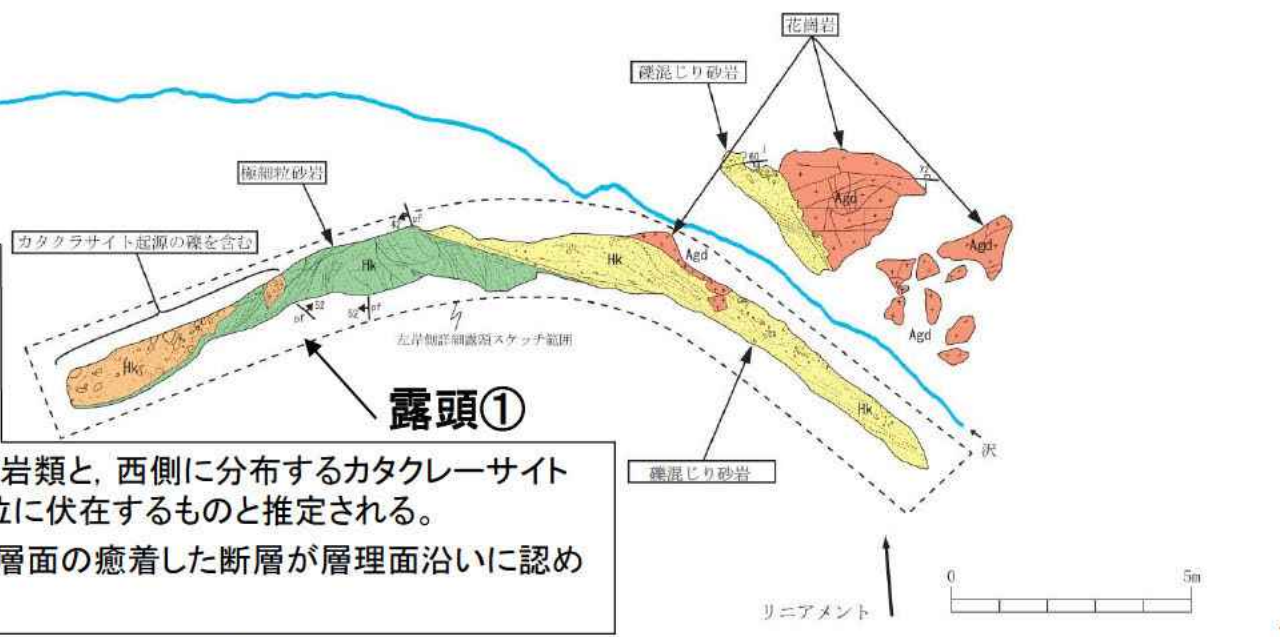 花崗岩
礫混じり砂岩
極細粒砂岩
カタクラサイト起源の礫を含む
Agd
Agd
Agd
Agd
Hk
Hk
Hk
Hk
pf
pf
52
52
pf
左岸側詳細露頭スケッチ範囲
露頭①
沢
礫混じり砂岩
岩類と, 西側に分布するカタクレーサイト
位に伏在するものと推定される。
層面の癒着した断層が層理面沿いに認め
リニアメント
0
5m